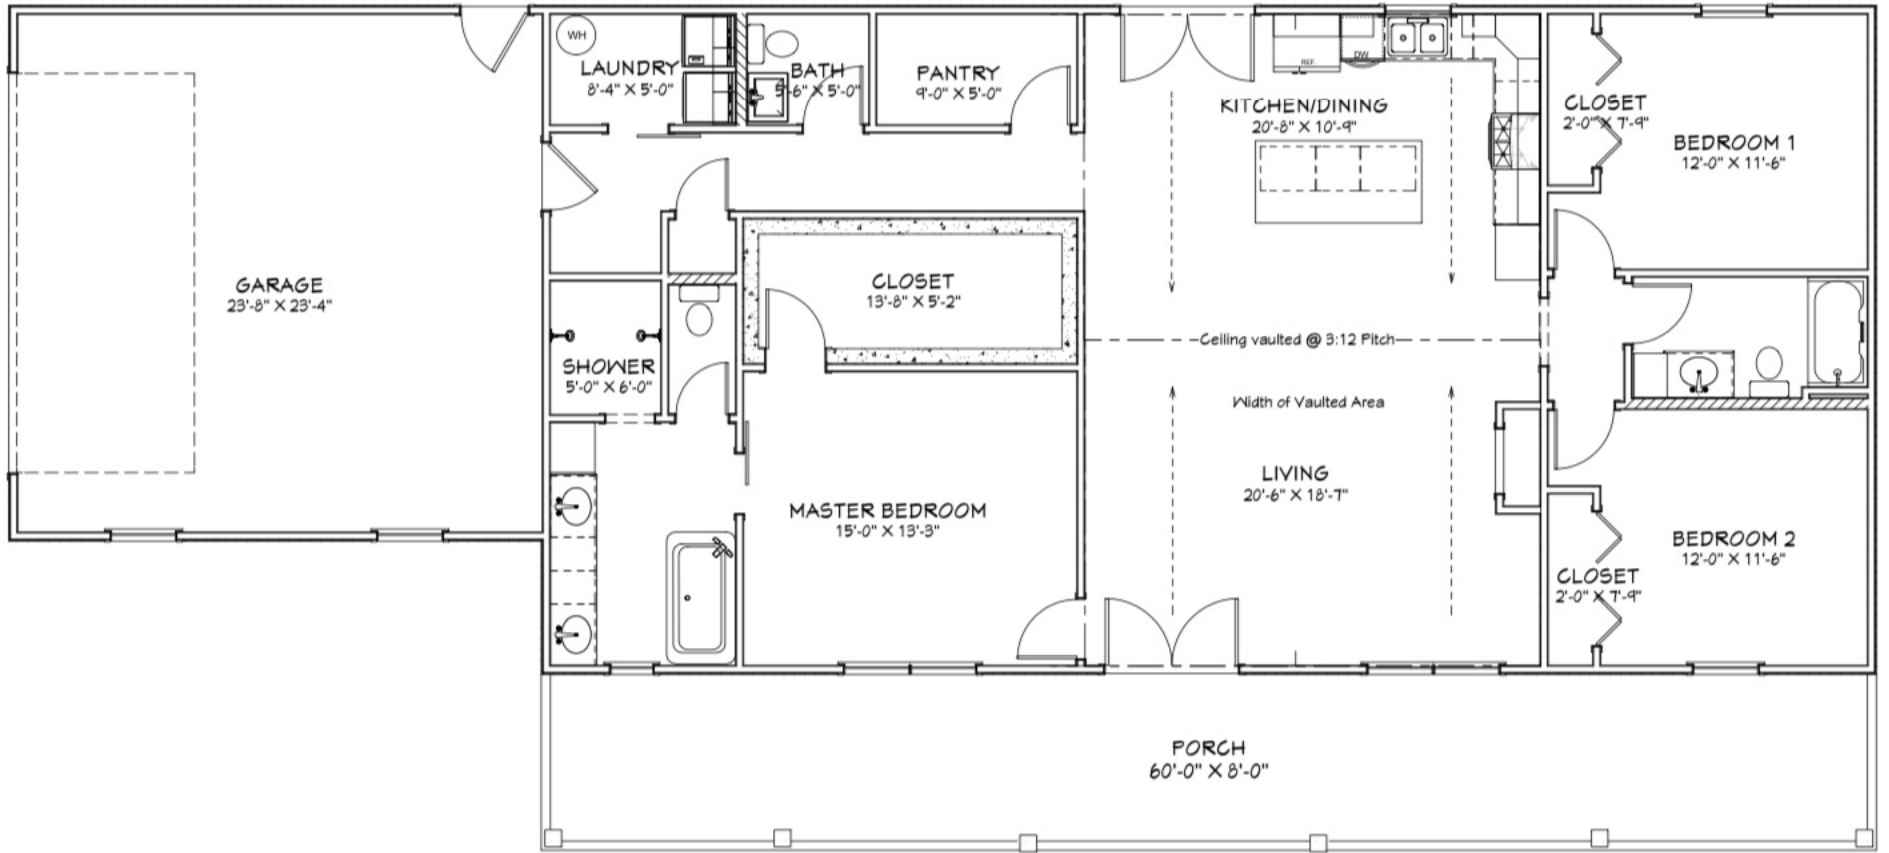 WH
LAUNDRY
8'-4" X 5'-0"
BATH
5'-6" X 5'-0"
PANTRY
9'-0" X 5'-0"
REF.
DW
KITCHEN/DINING
20'-8" X 10'-9"
CLOSET
2'-0" X 7'-9"
BEDROOM 1
12'-0" X 11'-6"
GARAGE
23'-8" X 23'-4"
CLOSET
13'-8" X 5'-2"
SHOWER
5'-0" X 6'-0"
Ceiling vaulted @ 3:12 Pitch
Width of Vaulted Area
LIVING
20'-6" X 18'-7"
MASTER BEDROOM
15'-0" X 13'-3"
BEDROOM 2
12'-0" X 11'-6"
CLOSET
2'-0" X 7'-9"
PORCH
60'-0" X 8'-0"